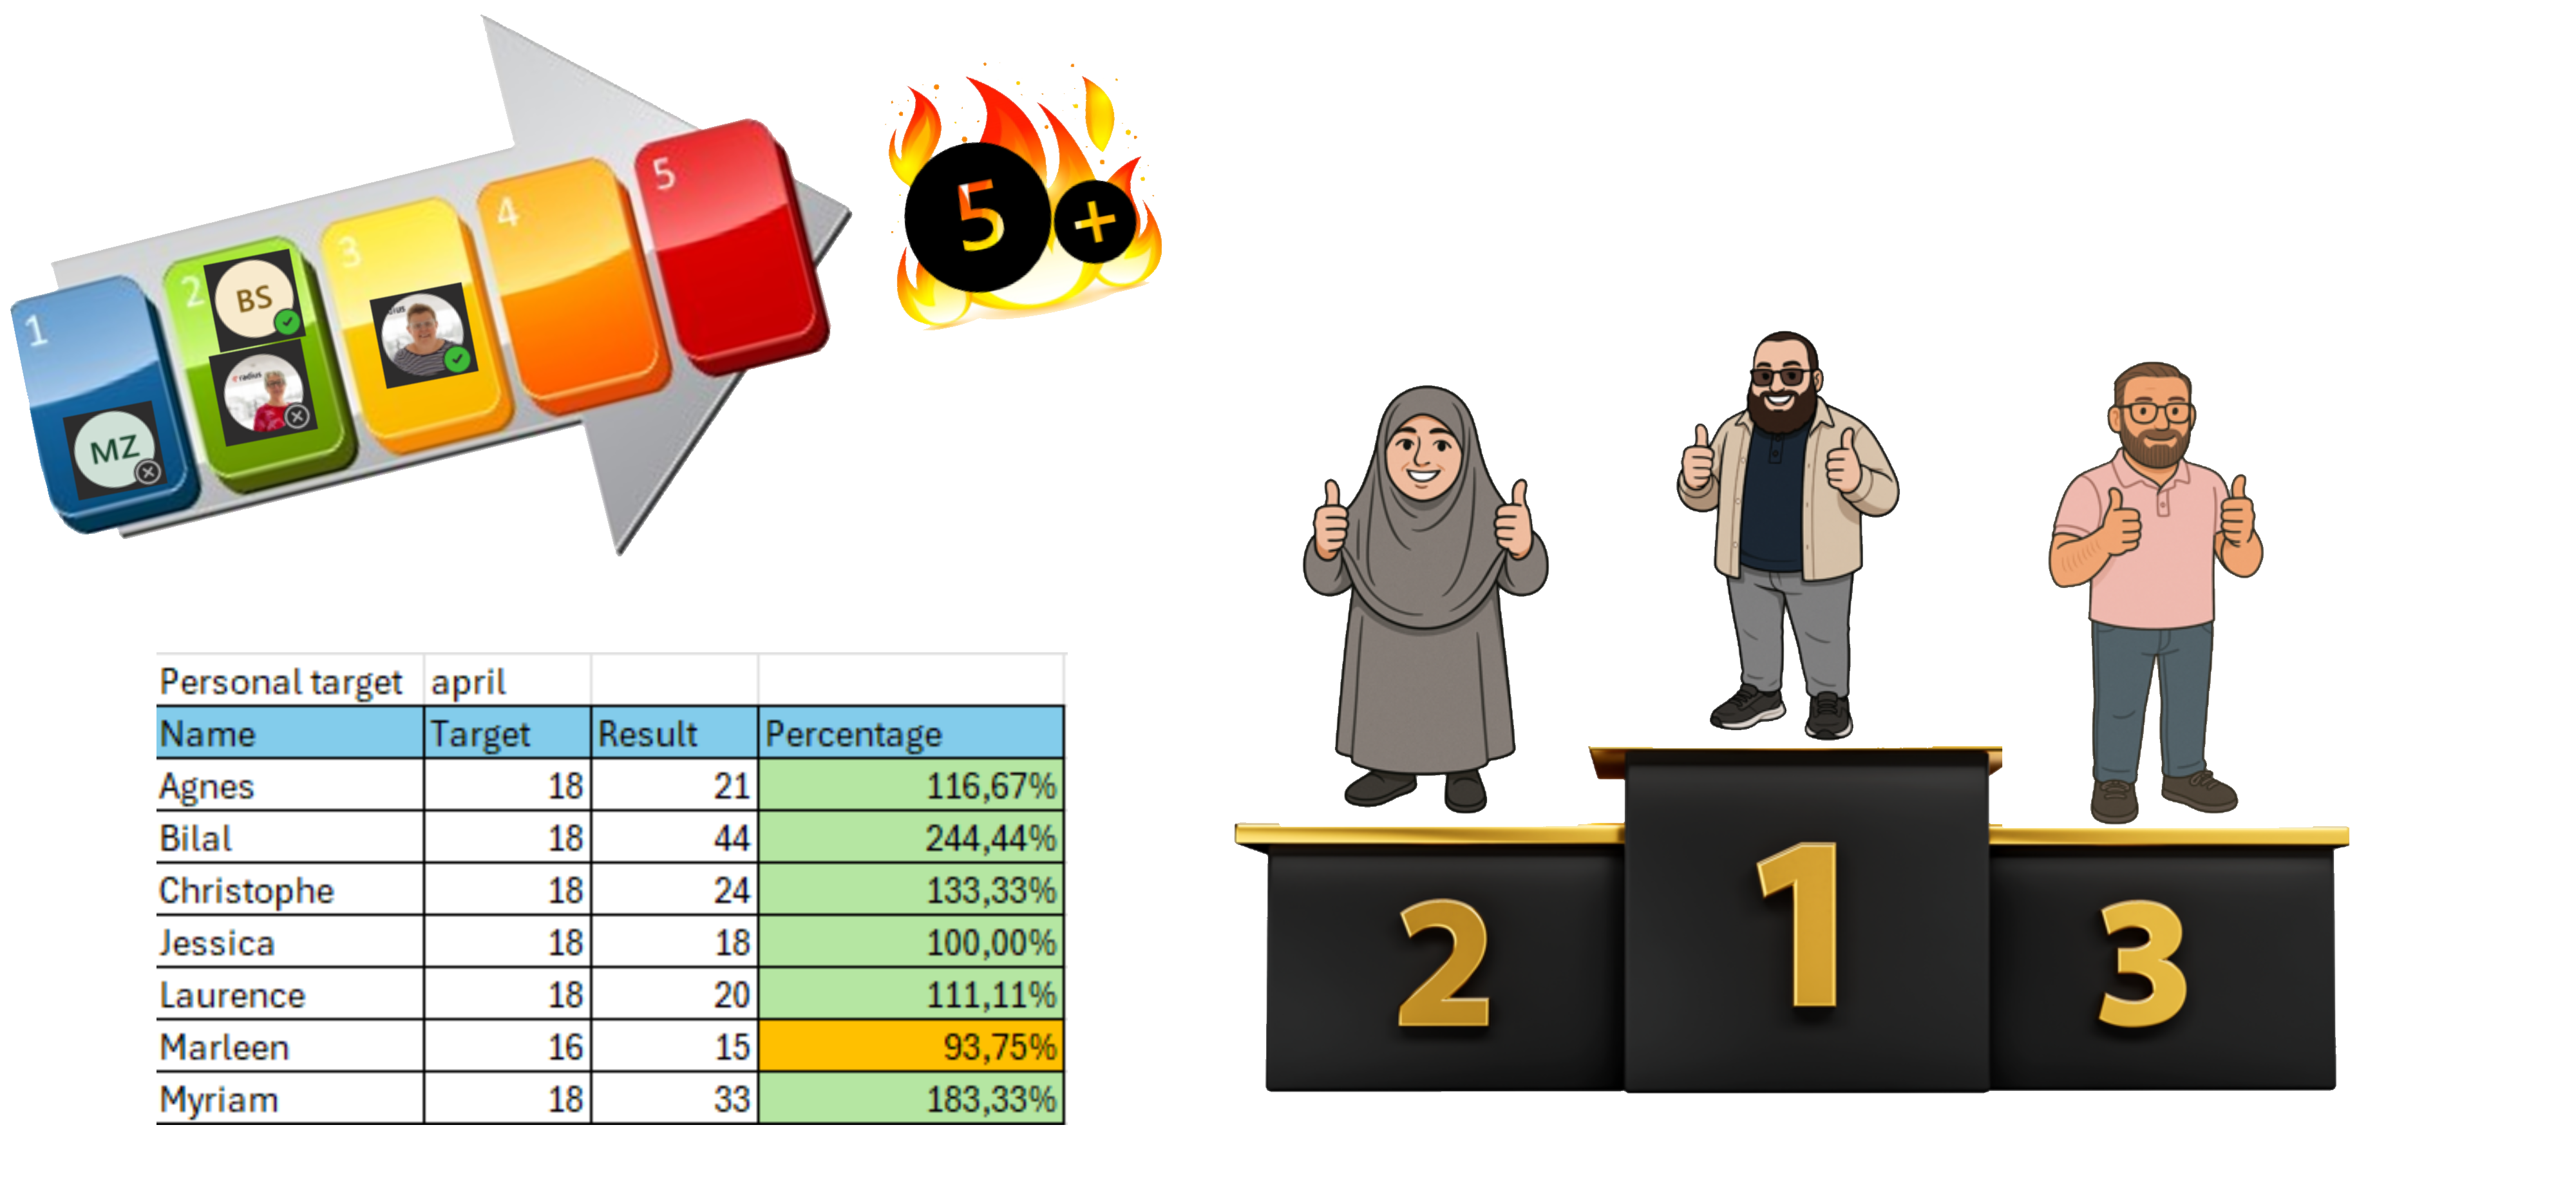 1
2
3
4
5
BS
radius
MZ
5
+
Personal target april
Name Target Result Percentage
Agnes 18 21 116,67%
Bilal 18 44 244,44%
Christophe 18 24 133,33%
Jessica 18 18 100,00%
Laurence 18 20 111,11%
Marleen 16 15 93,75%
Myriam 18 33 183,33%
2
1
3